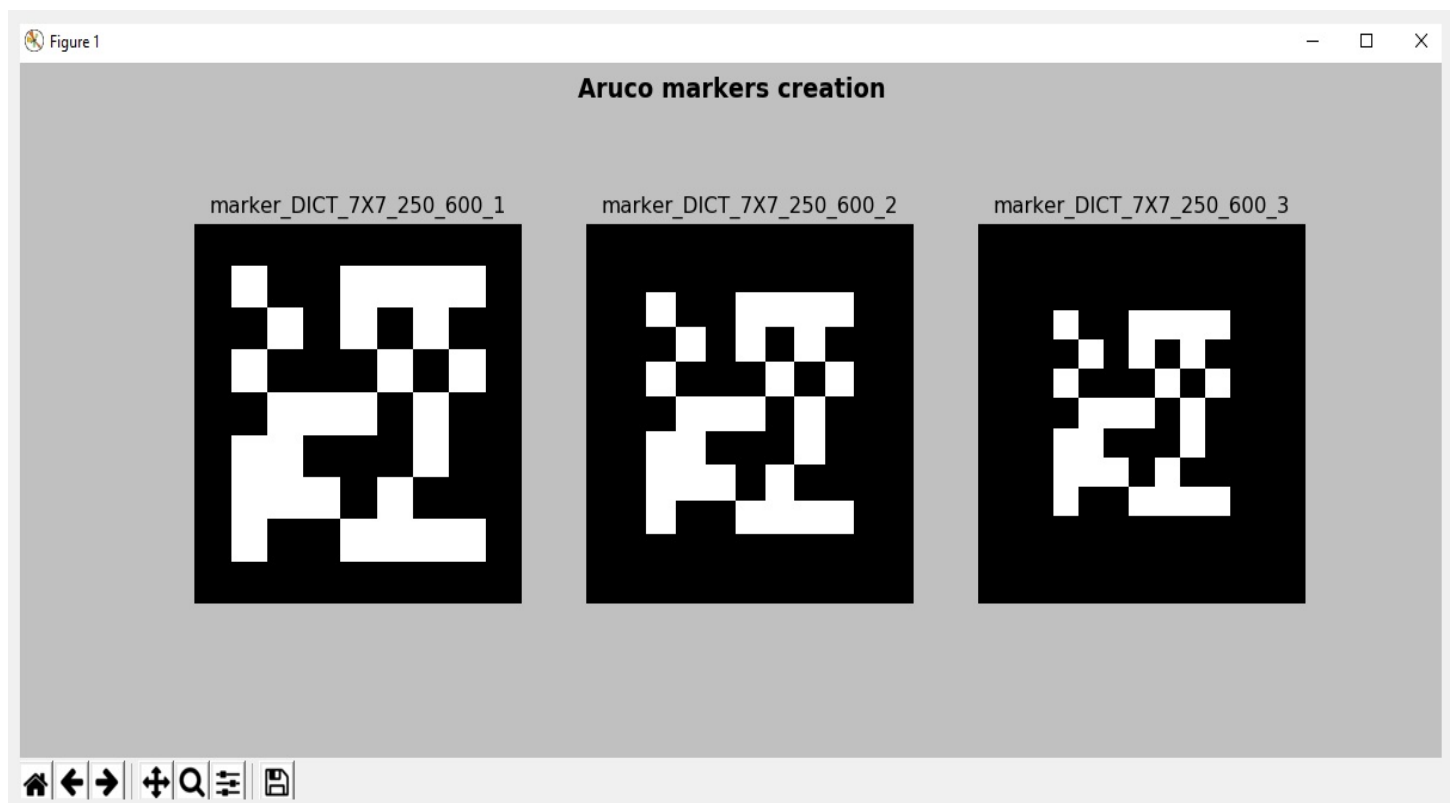 Figure 1
Aruco markers creation
marker_DICT_7X7_250_600_1
marker_DICT_7X7_250_600_2
marker_DICT_7X7_250_600_3